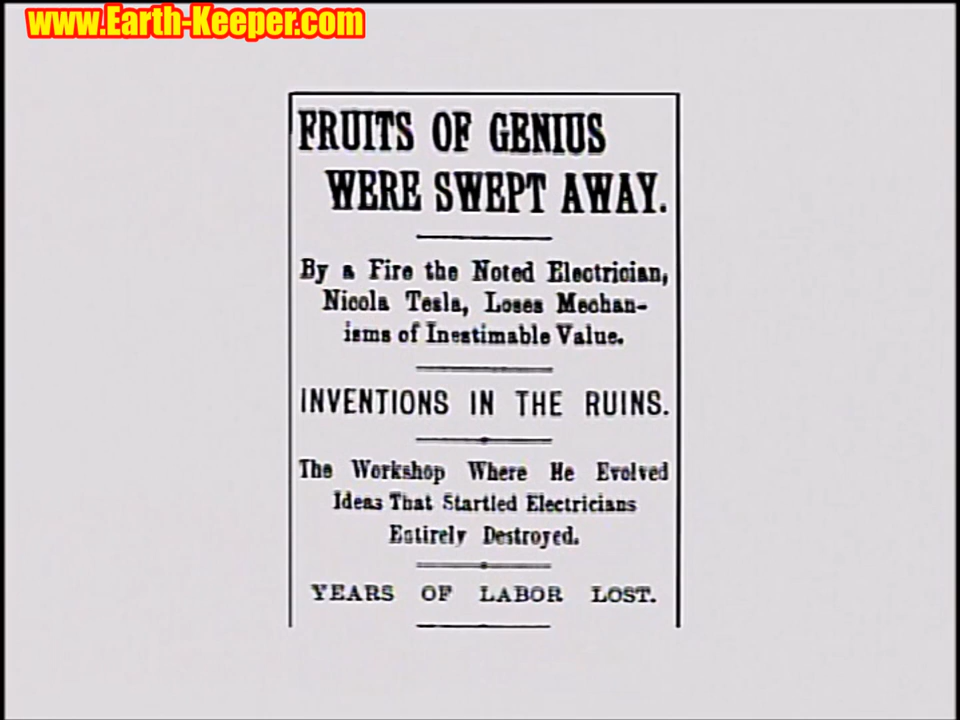 www.Earth-Keeper.com
FRUITS OF GENIUS
WERE SWEPT AWAY.
By a Fire the Noted Electrician,
Nicola Tesla, Loses Mechan-
isms of Inestimable Value.
INVENTIONS IN THE RUINS.
The Workshop Where He Evolved
Ideas That Startled Electricians
Entirely Destroyed.
YEARS OF LABOR LOST.